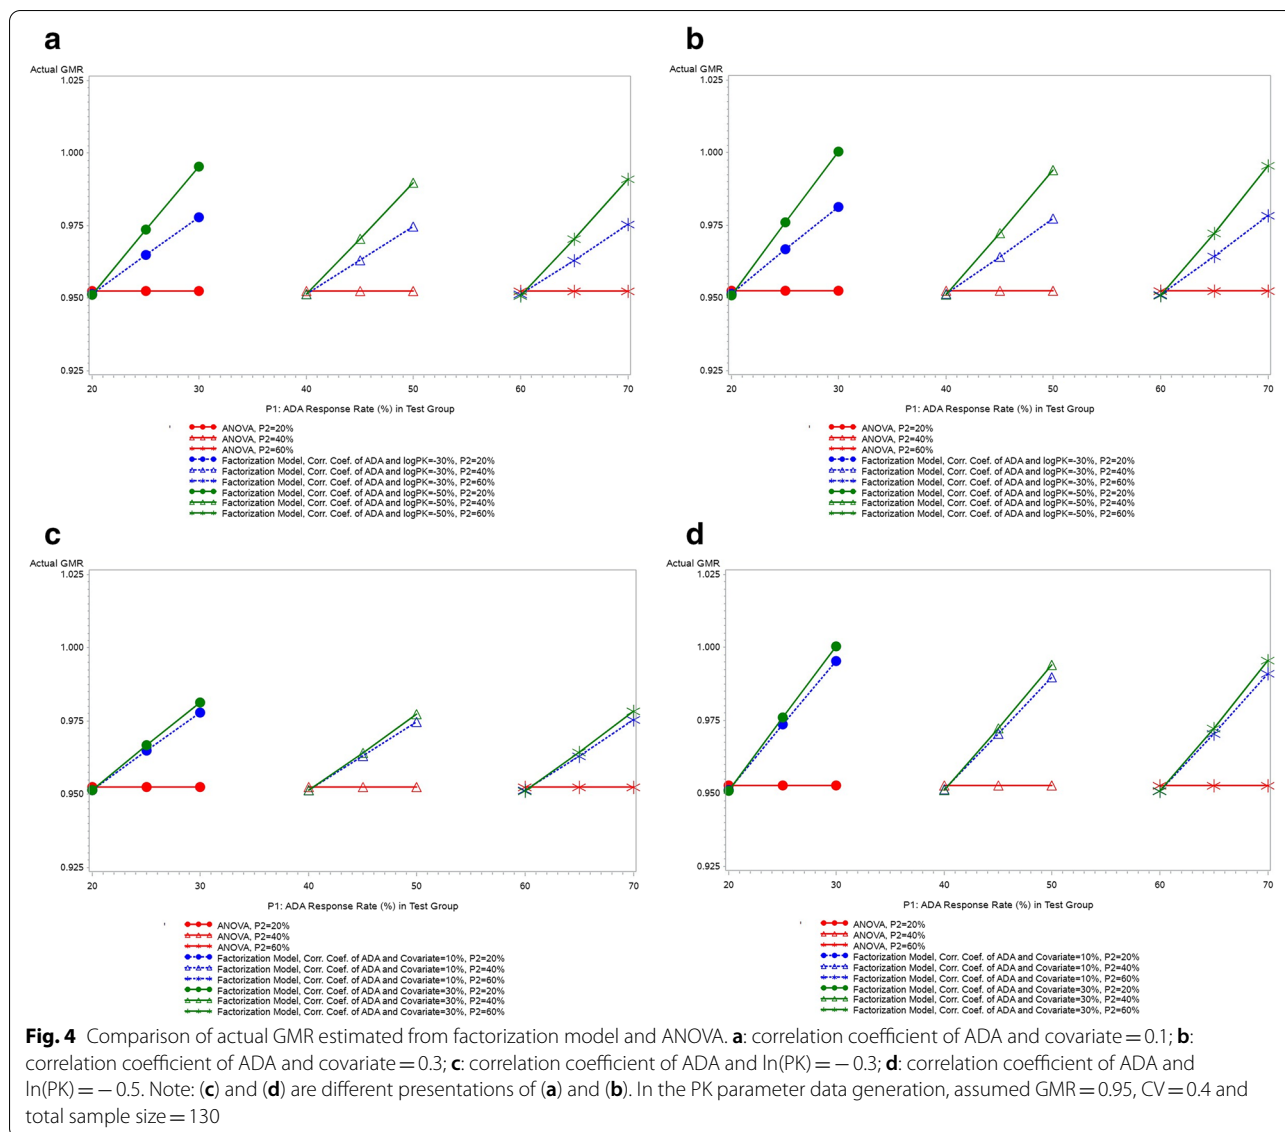 a
Actual GMR
1.025
1.000
0.975
0.950
0.925
20 30 40 50 60 70
P1: ADA Response Rate (%) in Test Group
ANOVA, P2=20%
ANOVA, P2=40%
ANOVA, P2=60%
Factorization Model, Corr. Coef. of ADA and logPK=-30%, P2=20%
Factorization Model, Corr. Coef. of ADA and logPK=-30%, P2=40%
Factorization Model, Corr. Coef. of ADA and logPK=-30%, P2=60%
Factorization Model, Corr. Coef. of ADA and logPK=-50%, P2=20%
Factorization Model, Corr. Coef. of ADA and logPK=-50%, P2=40%
Factorization Model, Corr. Coef. of ADA and logPK=-50%, P2=60%
b
Actual GMR
1.025
1.000
0.975
0.950
0.925
20 30 40 50 60 70
P1: ADA Response Rate (%) in Test Group
ANOVA, P2=20%
ANOVA, P2=40%
ANOVA, P2=60%
Factorization Model, Corr. Coef. of ADA and logPK=-30%, P2=20%
Factorization Model, Corr. Coef. of ADA and logPK=-30%, P2=40%
Factorization Model, Corr. Coef. of ADA and logPK=-30%, P2=60%
Factorization Model, Corr. Coef. of ADA and logPK=-50%, P2=20%
Factorization Model, Corr. Coef. of ADA and logPK=-50%, P2=40%
Factorization Model, Corr. Coef. of ADA and logPK=-50%, P2=60%
c
Actual GMR
1.025
1.000
0.975
0.950
0.925
20 30 40 50 60 70
P1: ADA Response Rate (%) in Test Group
ANOVA, P2=20%
ANOVA, P2=40%
ANOVA, P2=60%
Factorization Model, Corr. Coef. of ADA and Covariate=10%, P2=20%
Factorization Model, Corr. Coef. of ADA and Covariate=10%, P2=40%
Factorization Model, Corr. Coef. of ADA and Covariate=10%, P2=60%
Factorization Model, Corr. Coef. of ADA and Covariate=30%, P2=20%
Factorization Model, Corr. Coef. of ADA and Covariate=30%, P2=40%
Factorization Model, Corr. Coef. of ADA and Covariate=30%, P2=60%
d
Actual GMR
1.025
1.000
0.975
0.950
0.925
20 30 40 50 60 70
P1: ADA Response Rate (%) in Test Group
ANOVA, P2=20%
ANOVA, P2=40%
ANOVA, P2=60%
Factorization Model, Corr. Coef. of ADA and Covariate=10%, P2=20%
Factorization Model, Corr. Coef. of ADA and Covariate=10%, P2=40%
Factorization Model, Corr. Coef. of ADA and Covariate=10%, P2=60%
Factorization Model, Corr. Coef. of ADA and Covariate=30%, P2=20%
Factorization Model, Corr. Coef. of ADA and Covariate=30%, P2=40%
Factorization Model, Corr. Coef. of ADA and Covariate=30%, P2=60%
Fig. 4 Comparison of actual GMR estimated from factorization model and ANOVA. a: correlation coefficient of ADA and covariate = 0.1; b:
correlation coefficient of ADA and covariate = 0.3; c: correlation coefficient of ADA and ln(PK) = − 0.3; d: correlation coefficient of ADA and
ln(PK) = − 0.5. Note: (c) and (d) are different presentations of (a) and (b). In the PK parameter data generation, assumed GMR = 0.95, CV = 0.4 and
total sample size = 130